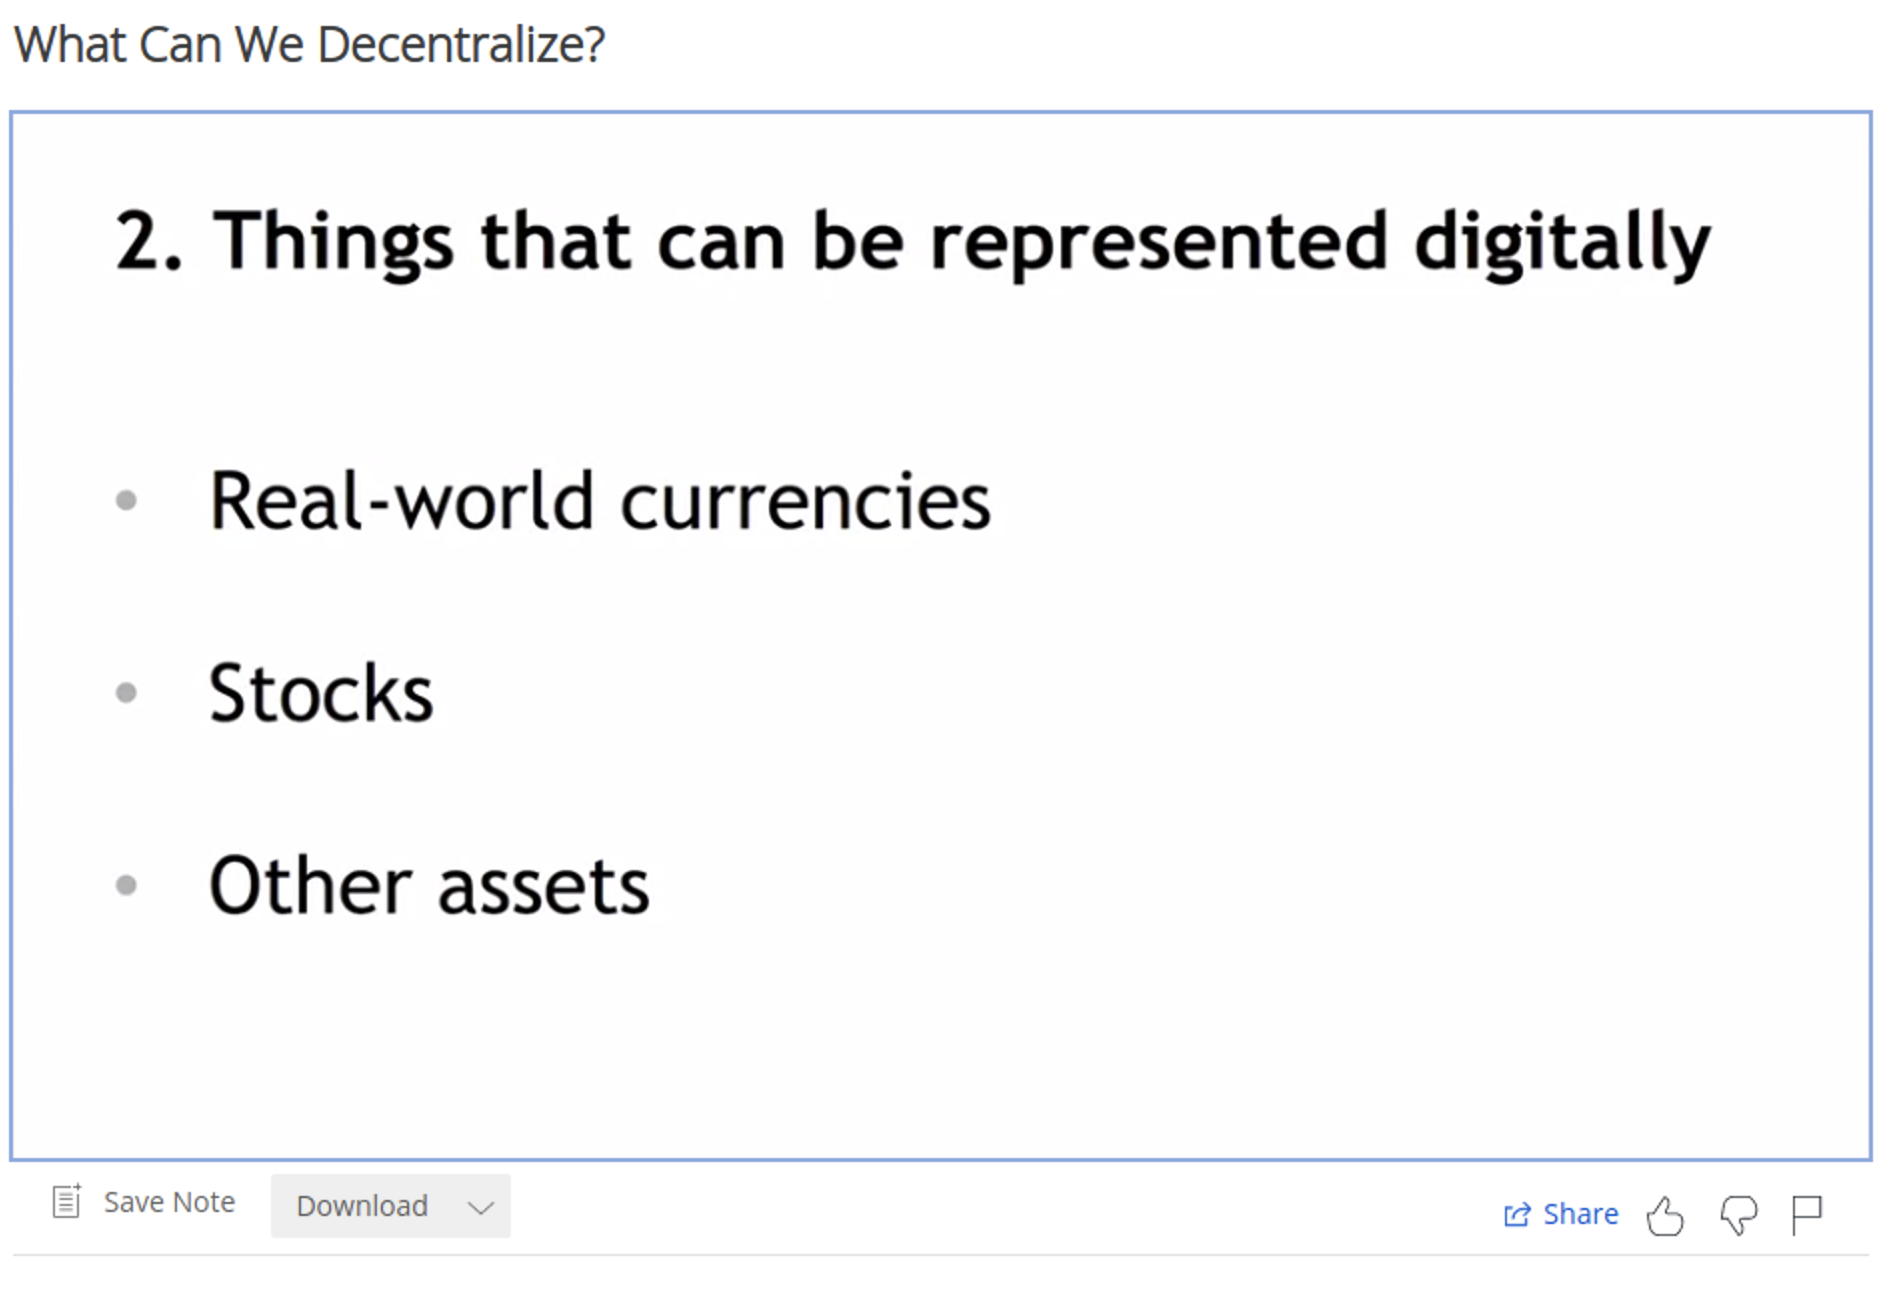 What Can We Decentralize?
2. Things that can be represented digitally
• Real-world currencies
• Stocks
• Other assets
Save Note Download Share